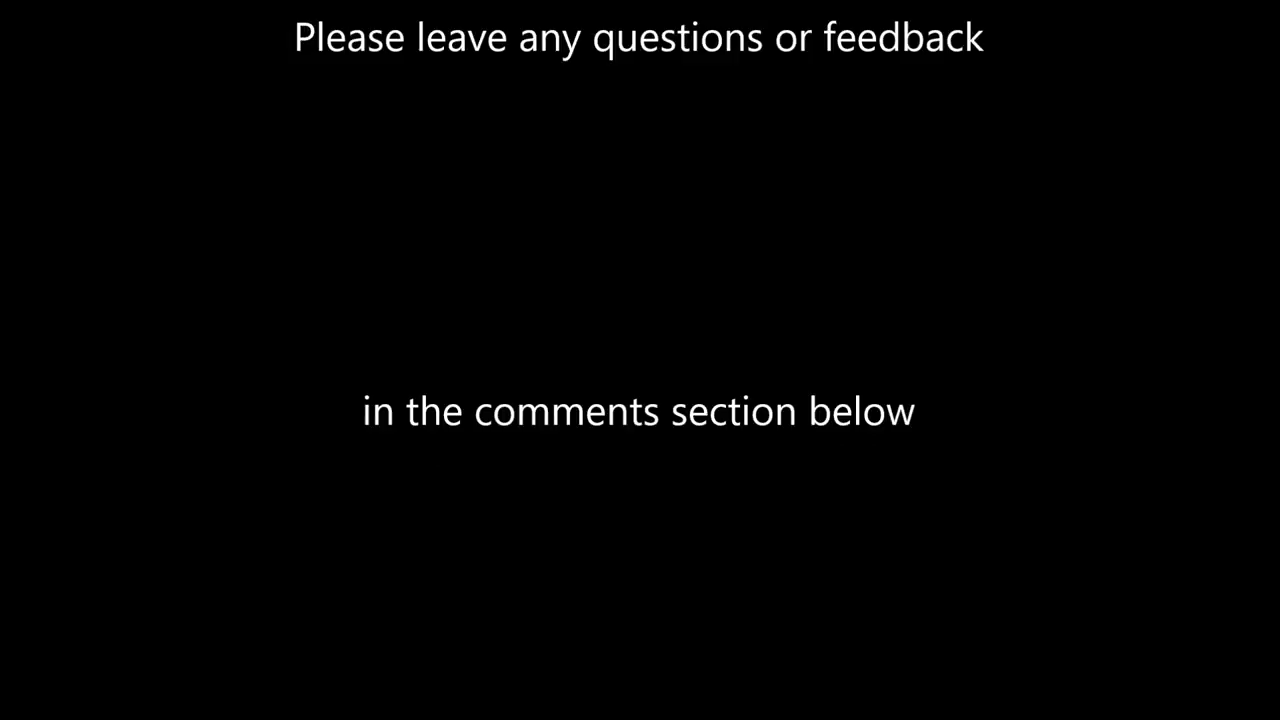 Please leave any questions or feedback
in the comments section below